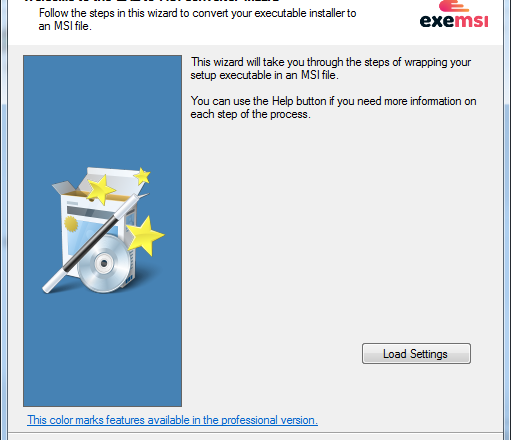 Follow the steps in this wizard to convert your executable installer to
an MSI file.
exemsi
This wizard will take you through the steps of wrapping your
setup executable in an MSI file.
You can use the Help button if you need more information on
each step of the process.
Load Settings
This color marks features available in the professional version.